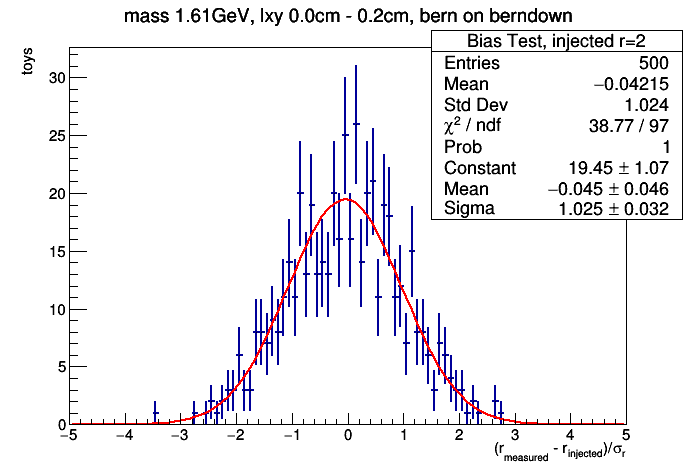 mass 1.61GeV, lxy 0.0cm - 0.2cm, bern on berndown
toys
Bias Test, injected r=2
Entries 500
Mean −0.04215
Std Dev 1.024
χ² / ndf 38.77 / 97
Prob 1
Constant 19.45 ± 1.07
Mean −0.045 ± 0.046
Sigma 1.025 ± 0.032
30
25
20
15
10
5
0
−5 −4 −3 −2 −1 0 1 2 3 4 5
(r_measured - r_injected)/σ_r